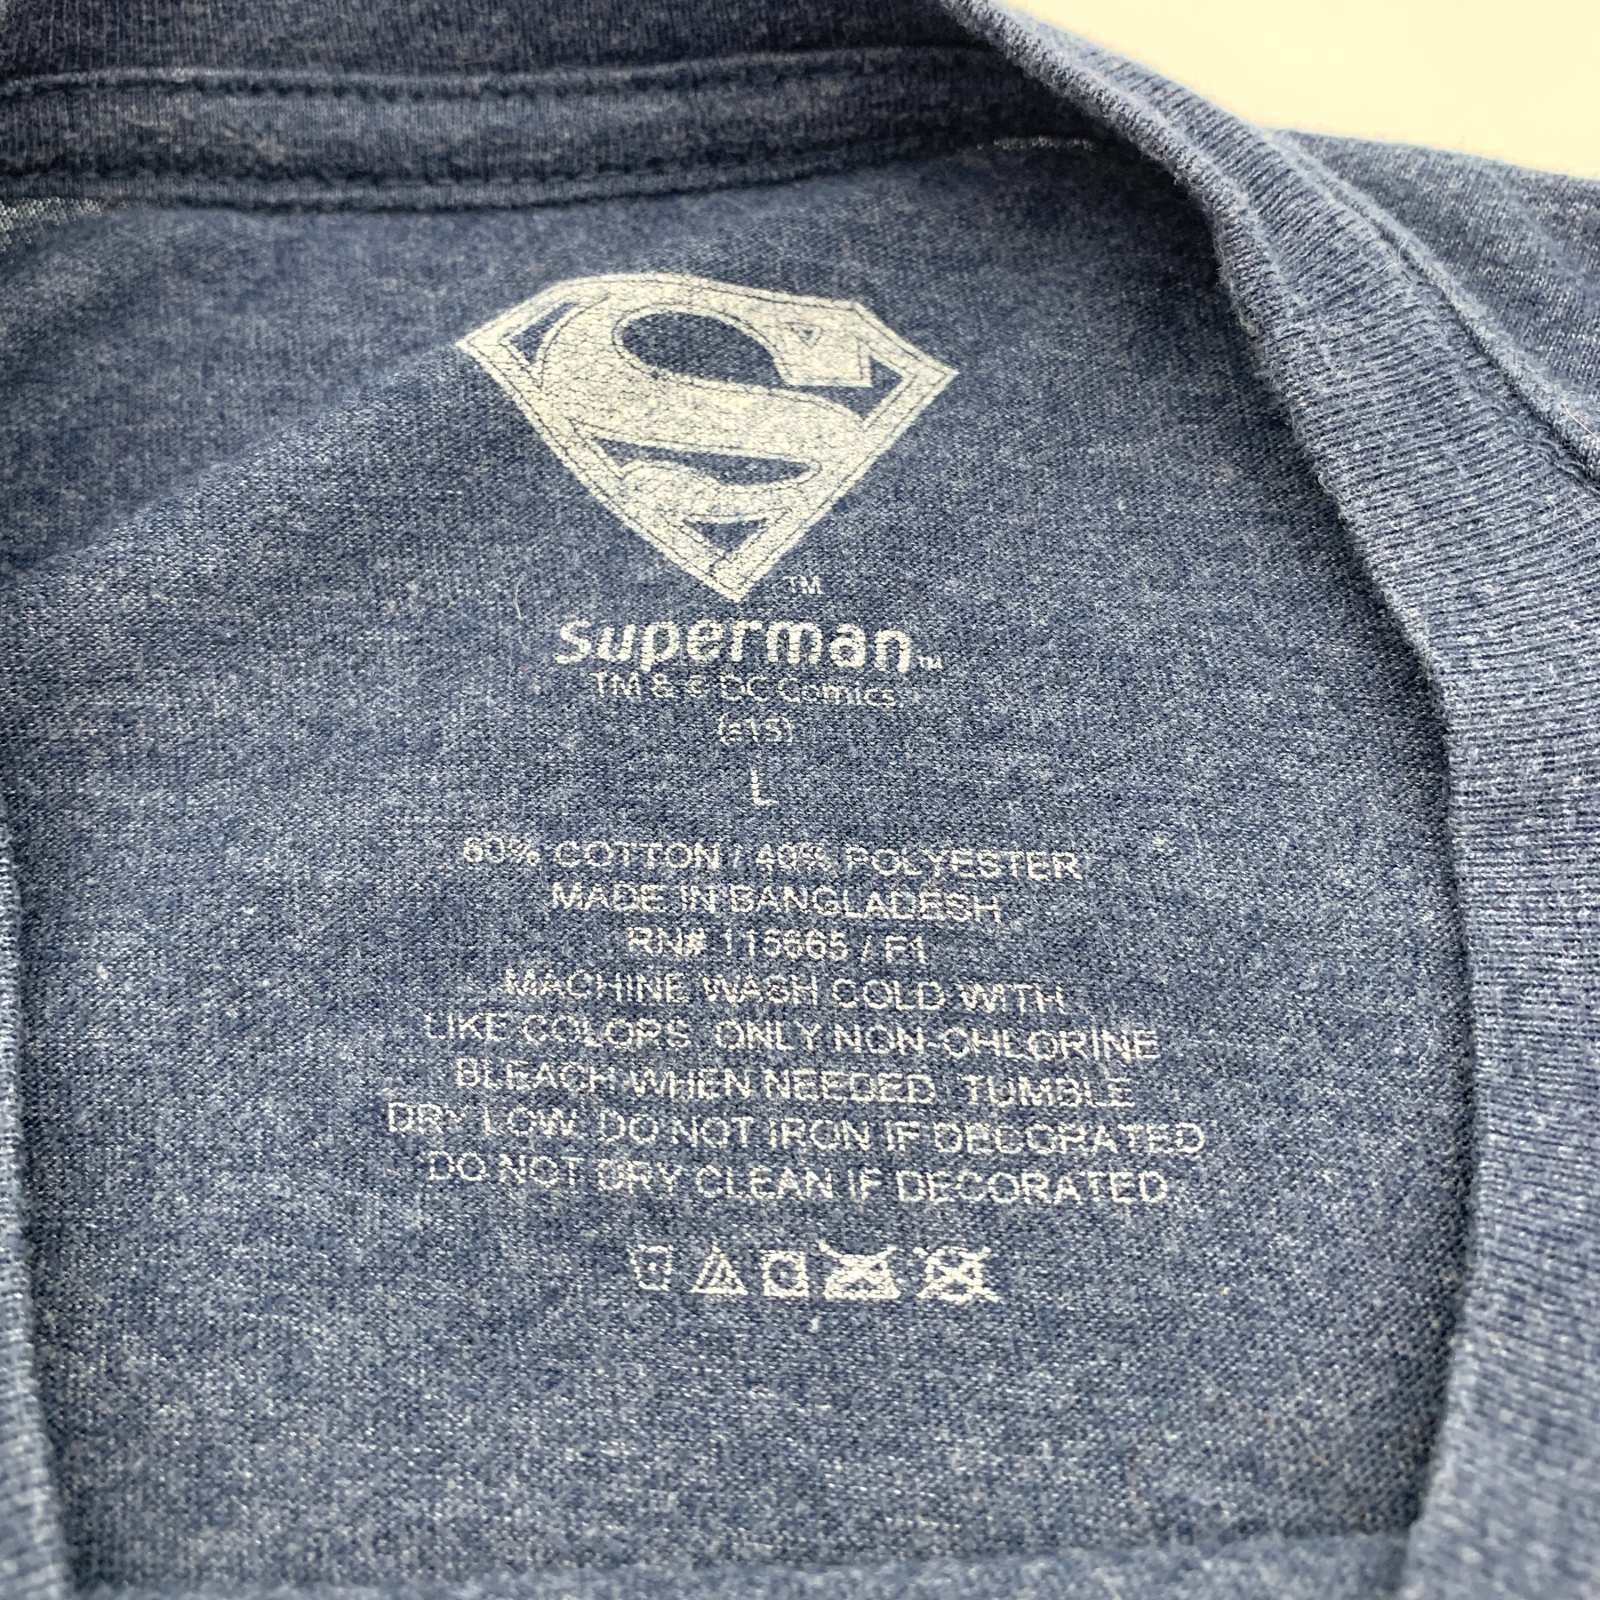 S
TM
Superman™
TM & © DC Comics
(s15)
L
60% COTTON / 40% POLYESTER
MADE IN BANGLADESH
RN# / F1
MACHINE WASH COLD WITH
LIKE COLORS. ONLY NON-CHLORINE
BLEACH WHEN NEEDED. TUMBLE
DRY LOW. DO NOT IRON IF DECORATED
DO NOT DRY CLEAN IF DECORATED